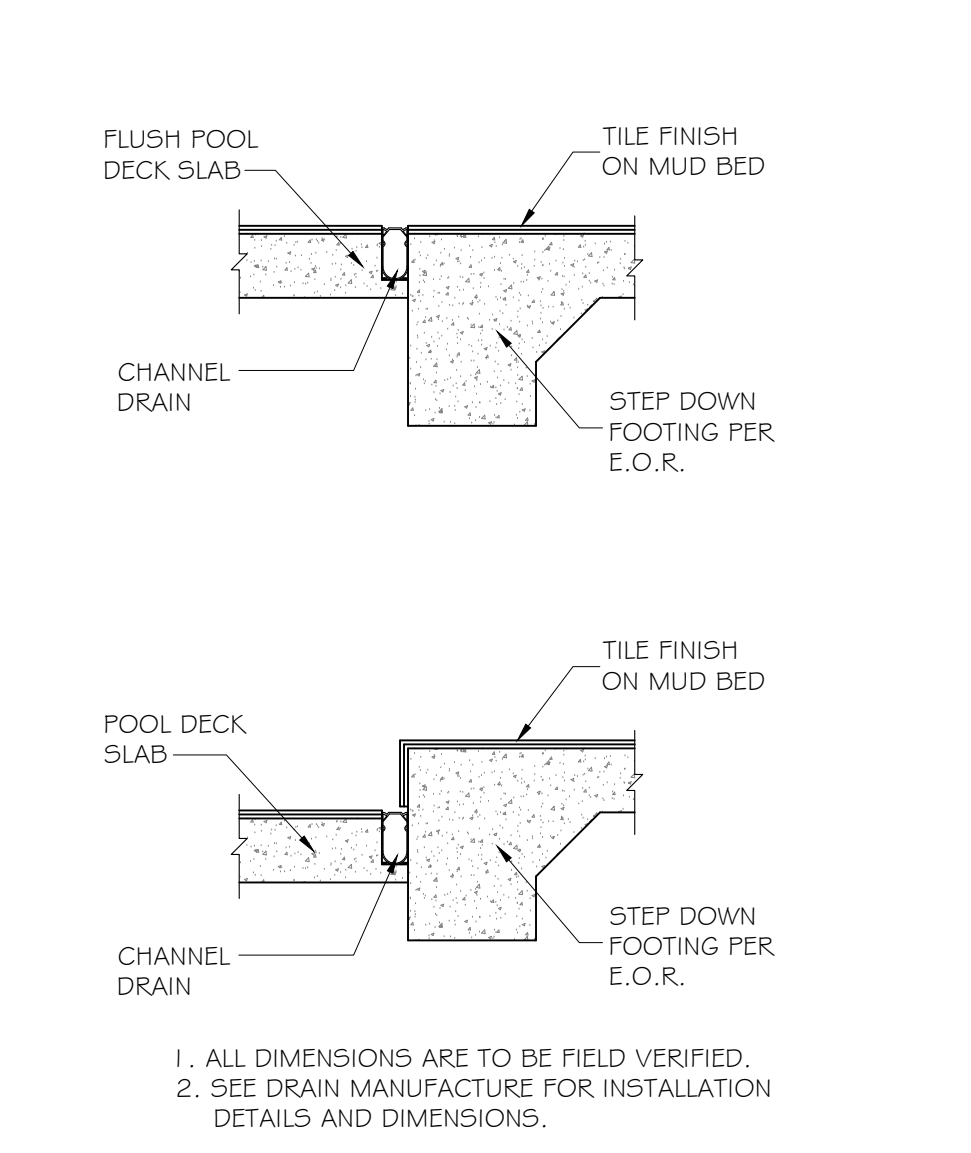 FLUSH POOL
DECK SLAB
TILE FINISH
ON MUD BED
CHANNEL
DRAIN
STEP DOWN
FOOTING PER
E.O.R.
TILE FINISH
ON MUD BED
POOL DECK
SLAB
CHANNEL
DRAIN
STEP DOWN
FOOTING PER
E.O.R.
1. ALL DIMENSIONS ARE TO BE FIELD VERIFIED.
2. SEE DRAIN MANUFACTURE FOR INSTALLATION
DETAILS AND DIMENSIONS.